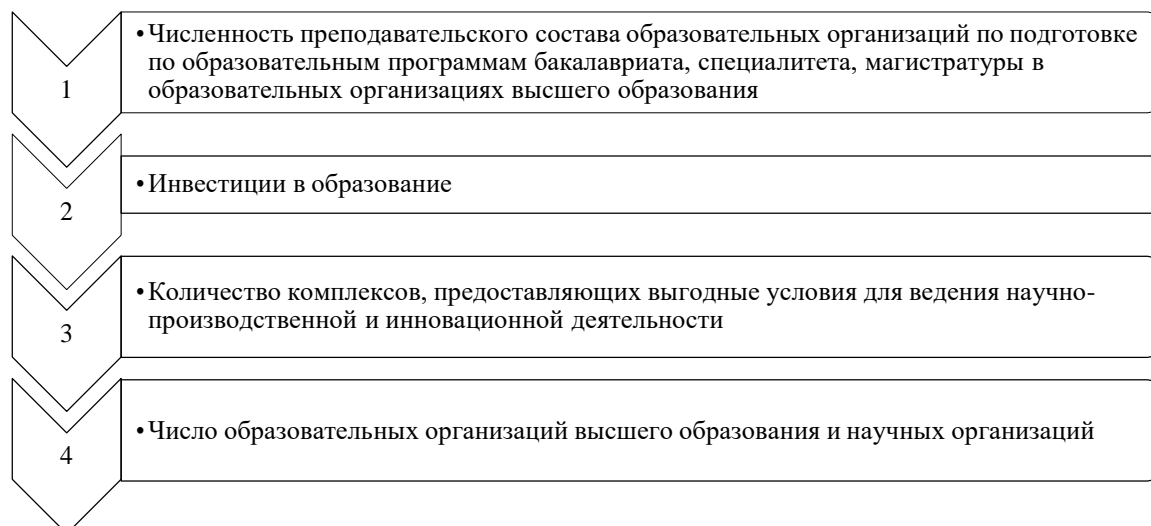 1
•Численность преподавательского состава образовательных организаций по подготовке
по образовательным программам бакалавриата, специалитета, магистратуры в
образовательных организациях высшего образования
2
•Инвестиции в образование
3
•Количество комплексов, предоставляющих выгодные условия для ведения научно-
производственной и инновационной деятельности
4
•Число образовательных организаций высшего образования и научных организаций